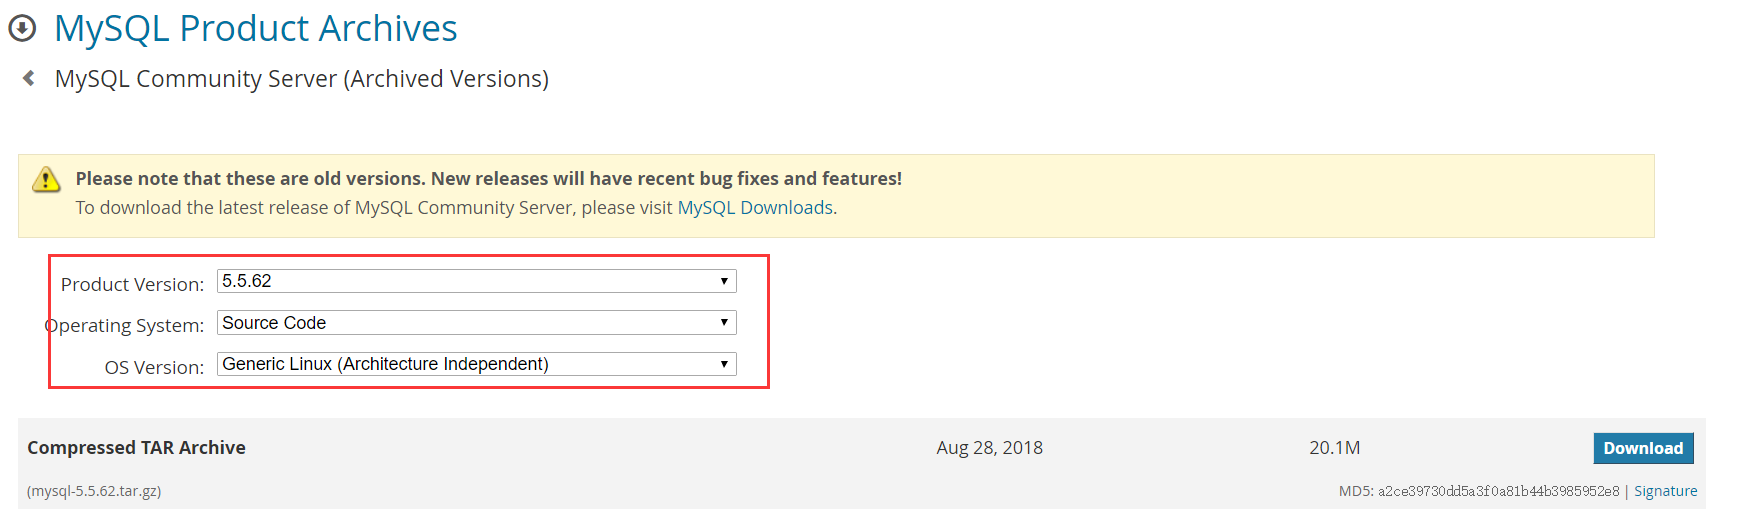 MySQL Product Archives
MySQL Community Server (Archived Versions)
Please note that these are old versions. New releases will have recent bug fixes and features!
To download the latest release of MySQL Community Server, please visit MySQL Downloads.
Product Version: 5.5.62
Operating System: Source Code
OS Version: Generic Linux (Architecture Independent)
Compressed TAR Archive Aug 28, 2018 20.1M Download
(mysql-5.5.62.tar.gz) MD5: a2ce39730dd5a3f0a81b44b3985952e8 | Signature